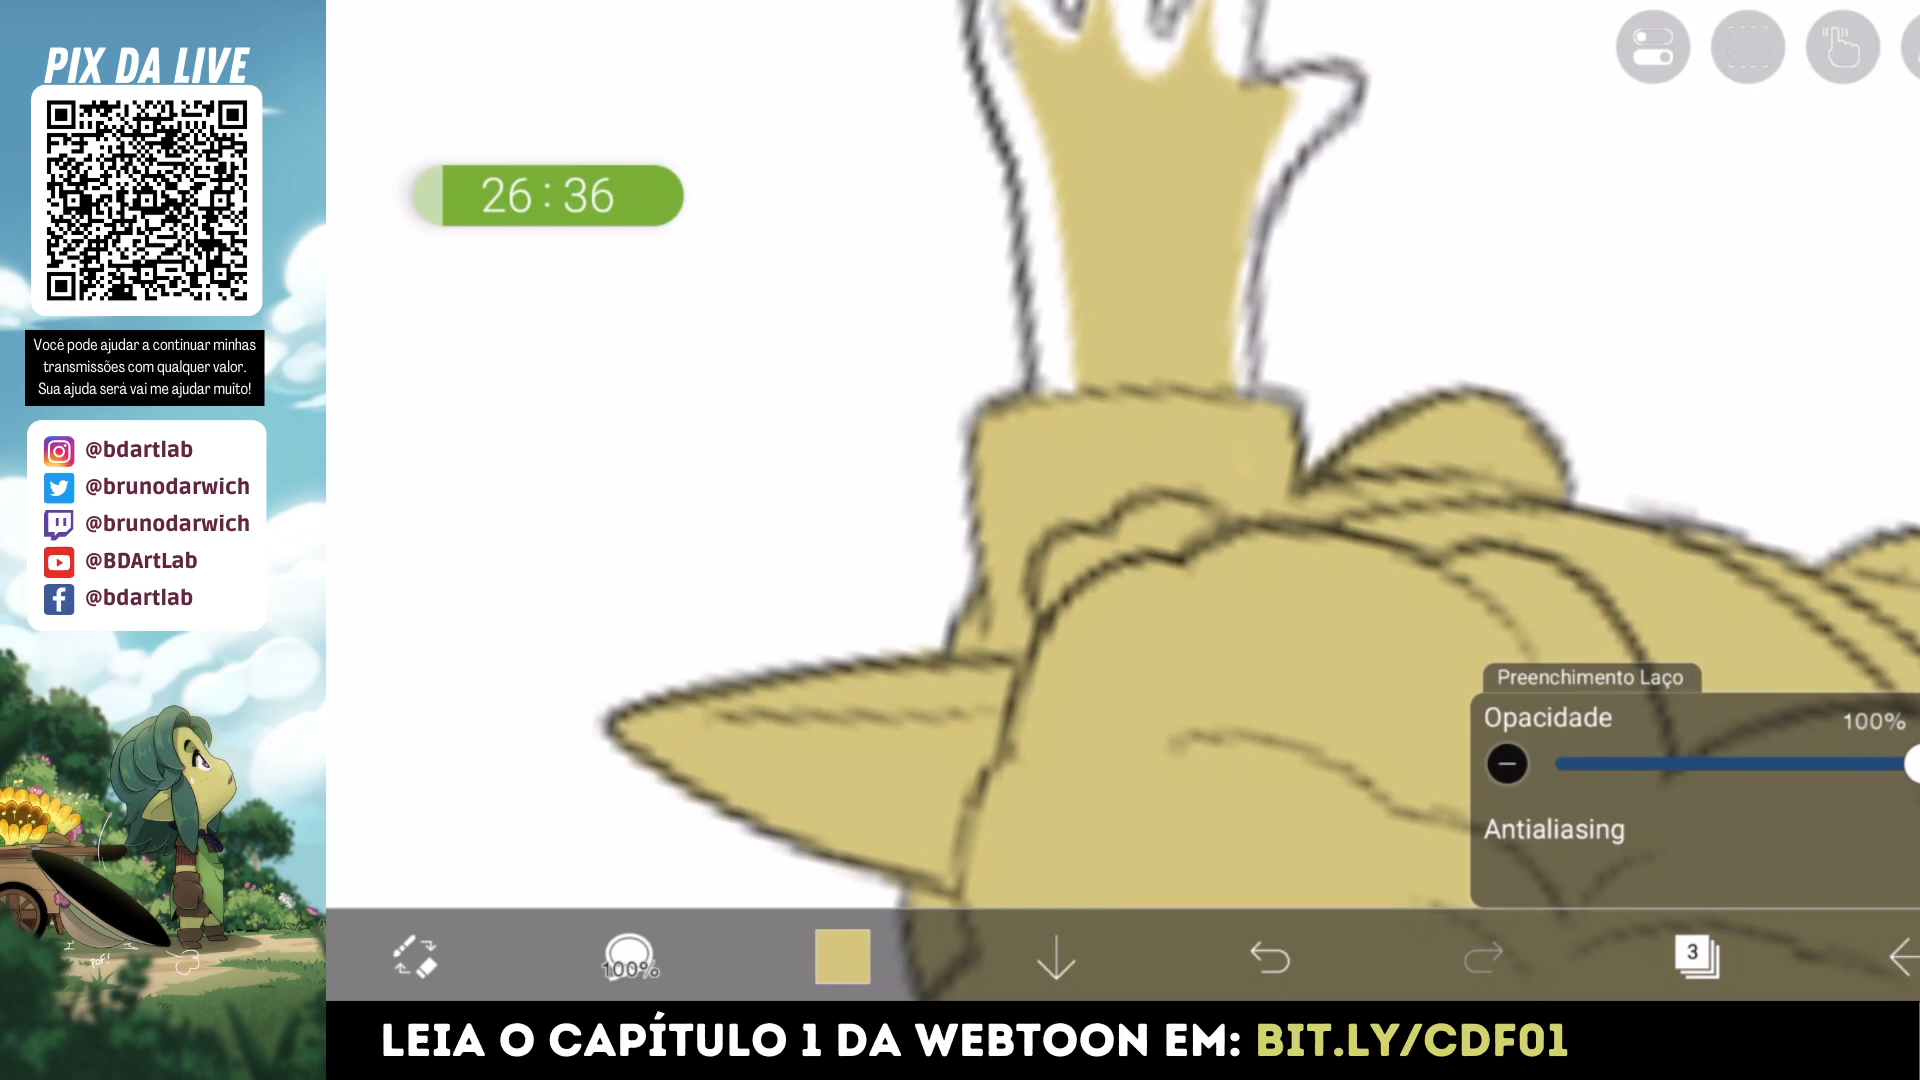 PIX DA LIVE
Você pode ajudar a continuar minhas
transmissões com qualquer valor.
Sua ajuda será vai me ajudar muito!
@bdartlab
@brunodarwich
@brunodarwich
@BDArtLab
@bdartlab
POF!
26:36
Preenchimento Laço
Opacidade 100%
Antialiasing
100%
3
LEIA O CAPÍTULO 1 DA WEBTOON EM: BIT.LY/CDF01